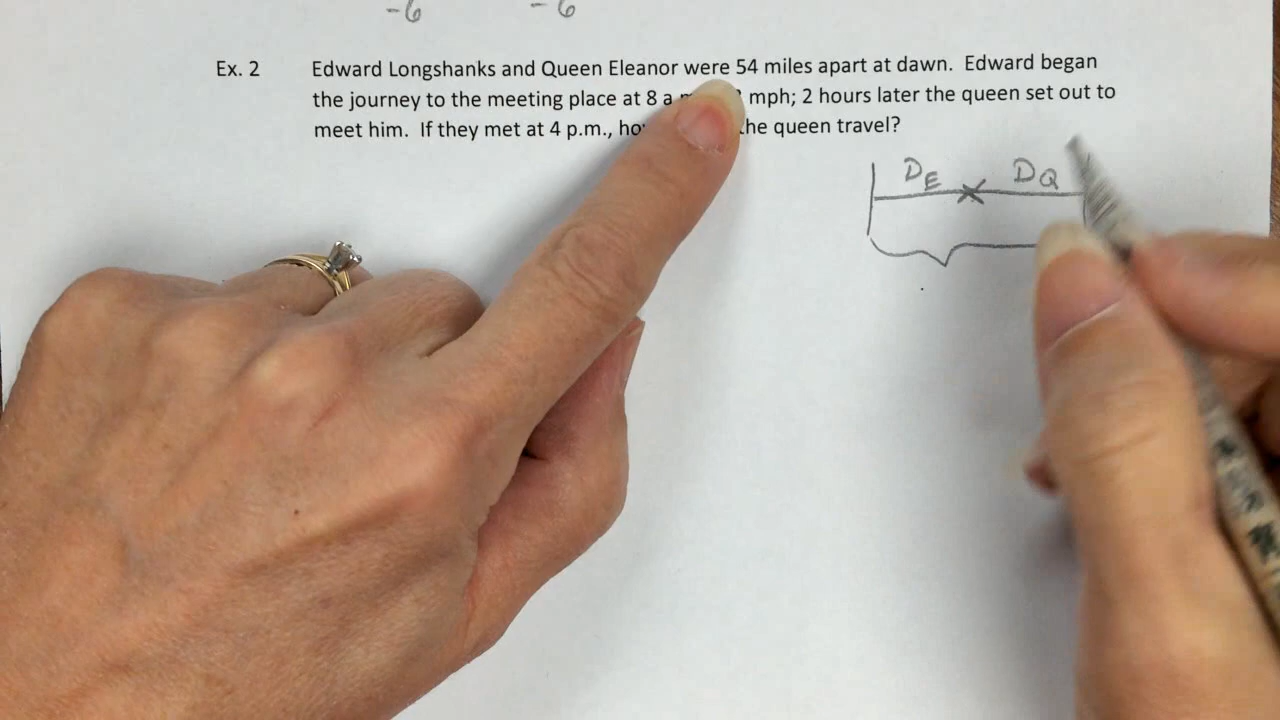 -6 -6
Ex. 2 Edward Longshanks and Queen Eleanor were 54 miles apart at dawn. Edward began
the journey to the meeting place at 8 mph; 2 hours later the queen set out to
meet him. If they met at 4 p.m., the queen travel?
DE DQ